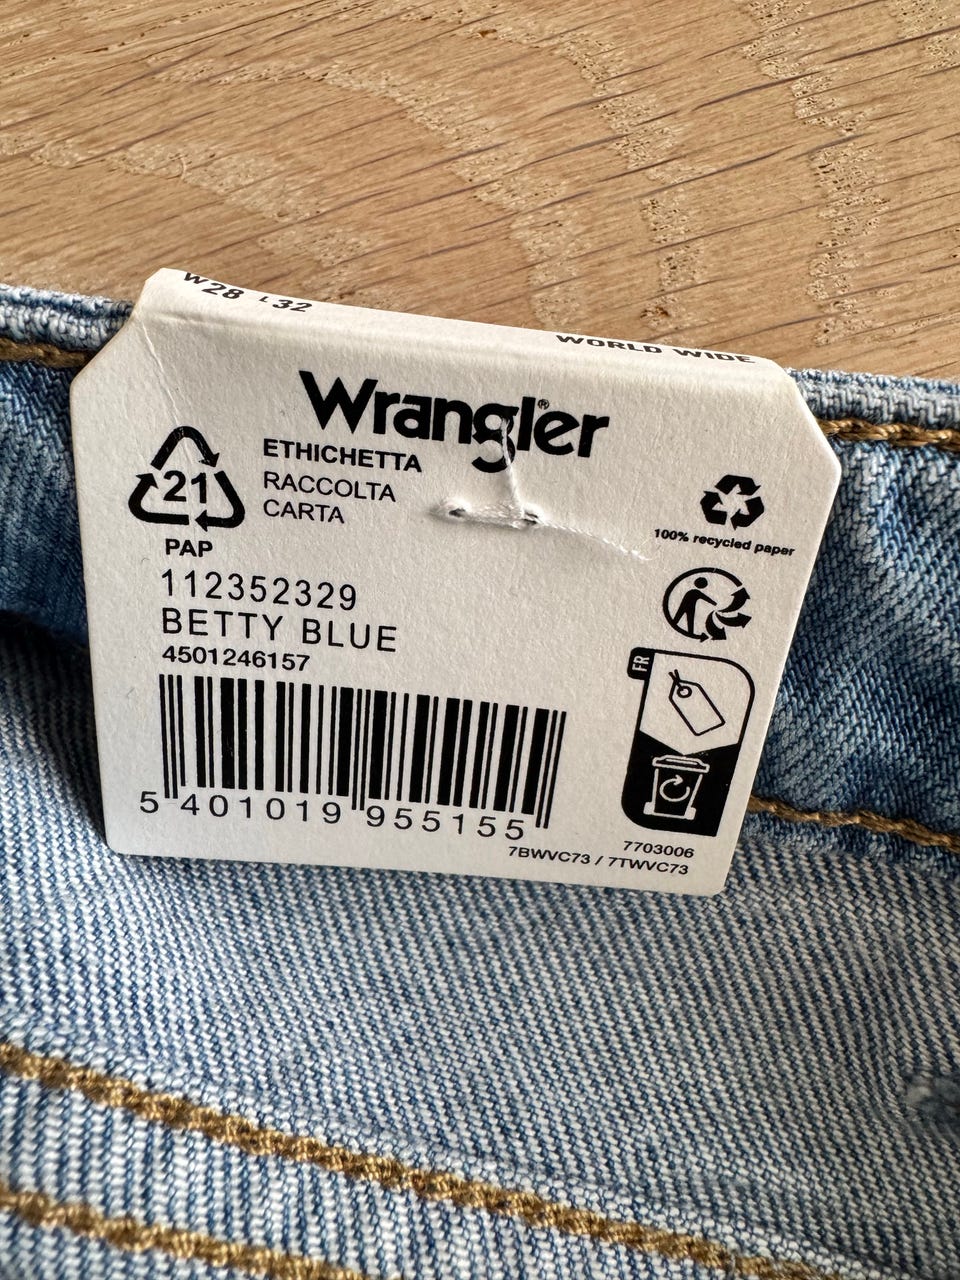 W28 L32
WORLD WIDE
Wrangler®
ETHICHETTA
RACCOLTA
CARTA
21
PAP
100% recycled paper
112352329
BETTY BLUE
4501246157
FR
5 401019 955155
7703006
7BWVC73 / 7TWVC73